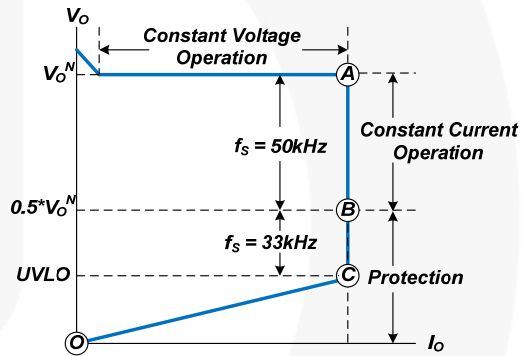 V_O
Constant Voltage
Operation
V_O^N
A
f_S = 50kHz
Constant Current
Operation
0.5*V_O^N
B
f_S = 33kHz
UVLO
C
Protection
O
I_O